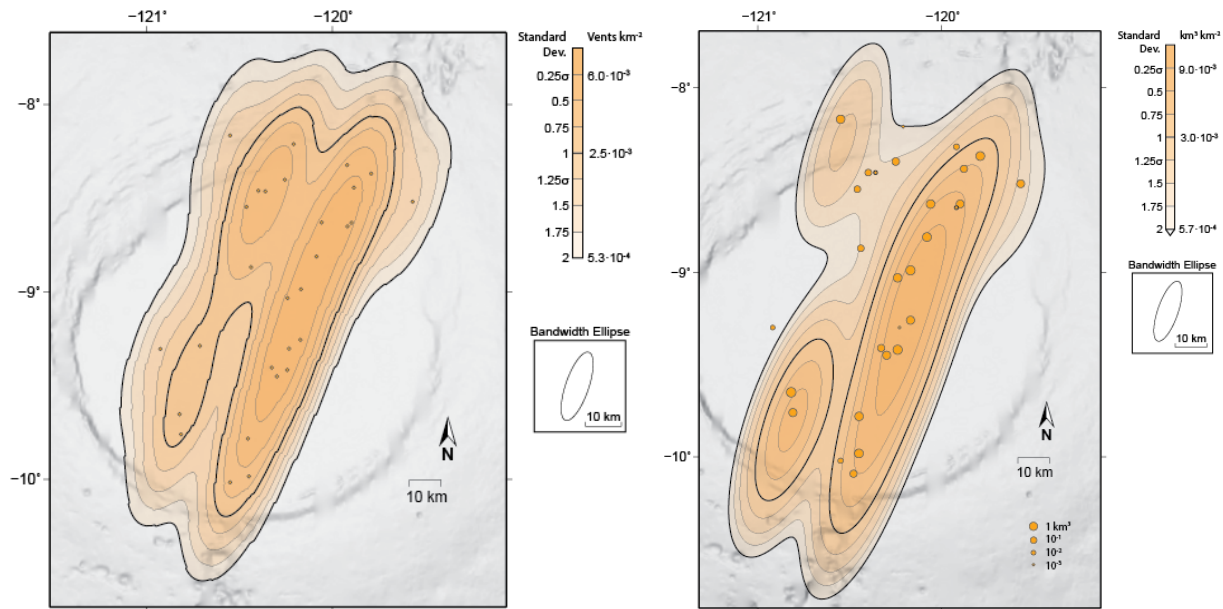 −121° −120°
−8°
−9°
−10°
N
10 km
Standard Dev. Vents km⁻²
0.25σ 6.0·10⁻³
0.5
0.75
1 2.5·10⁻³
1.25σ
1.5
1.75
2 5.3·10⁻⁴
Bandwidth Ellipse
10 km
−121° −120°
−8°
−9°
−10°
N
10 km
1 km³
10⁻¹
10⁻²
Standard Dev. km³ km⁻²
0.25σ 9.0·10⁻³
0.5
0.75
1 3.0·10⁻³
1.25σ
1.5
1.75
2 5.7·10⁻⁴
Bandwidth Ellipse
10 km